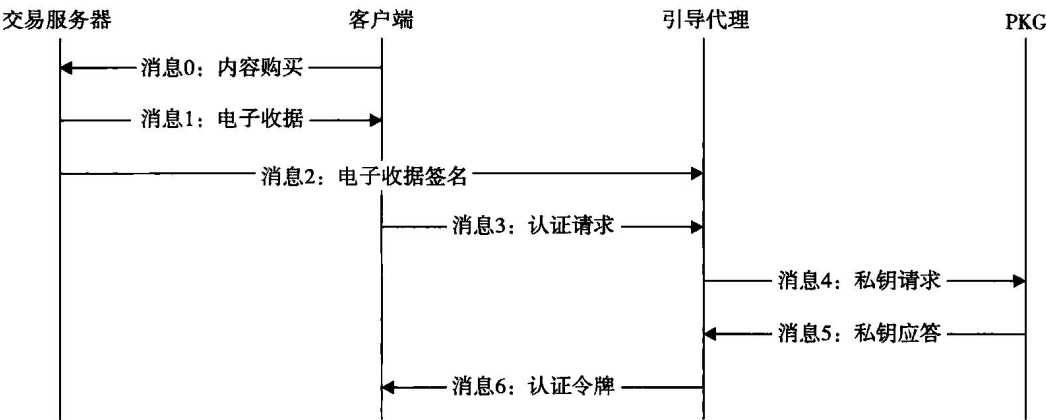 交易服务器 客户端 引导代理 PKG
消息0：内容购买
消息1：电子收据
消息2：电子收据签名
消息3：认证请求
消息4：私钥请求
消息5：私钥应答
消息6：认证令牌